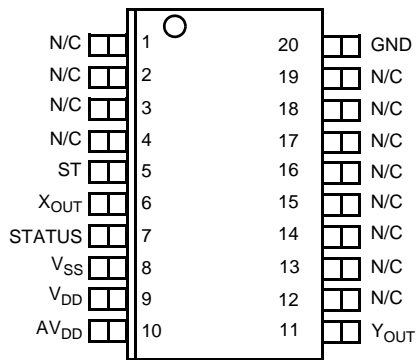 N/C 1 20 GND
N/C 2 19 N/C
N/C 3 18 N/C
N/C 4 17 N/C
ST 5 16 N/C
XOUT 6 15 N/C
STATUS 7 14 N/C
VSS 8 13 N/C
VDD 9 12 N/C
AVDD 10 11 YOUT